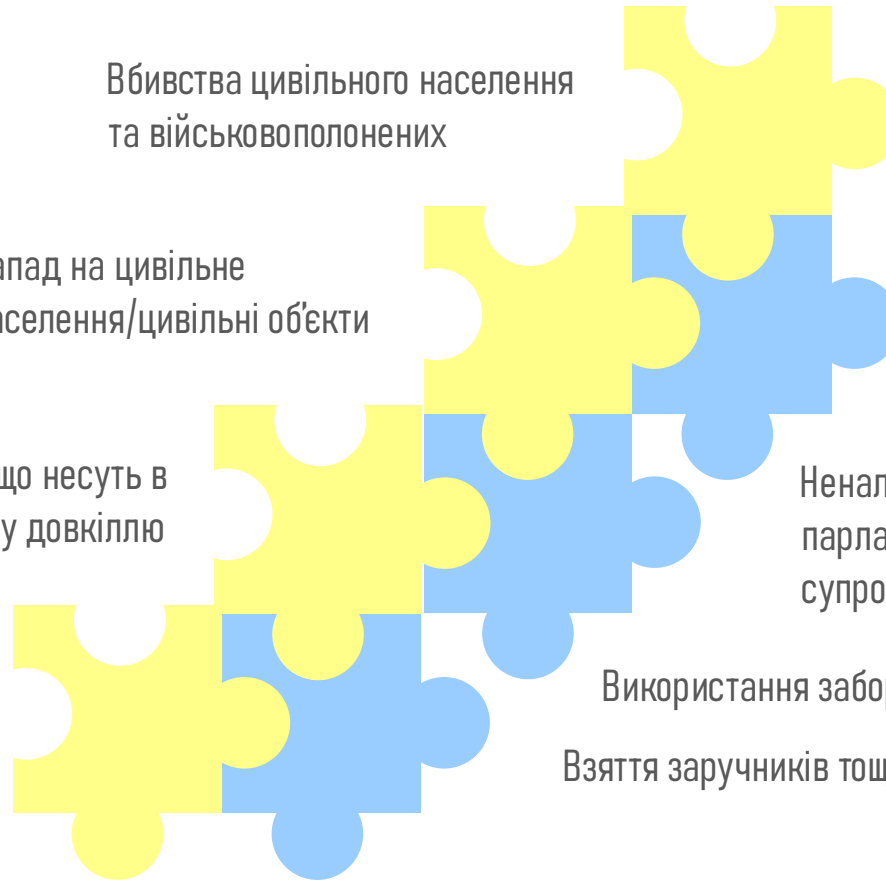 Вбивства цивільного населення
та військовополонених
апад на цивільне
аселення/цивільні об'єкти
що несуть в
у довкіллю
Ненал
парла
супро
Використання забор
Взяття заручників тощ